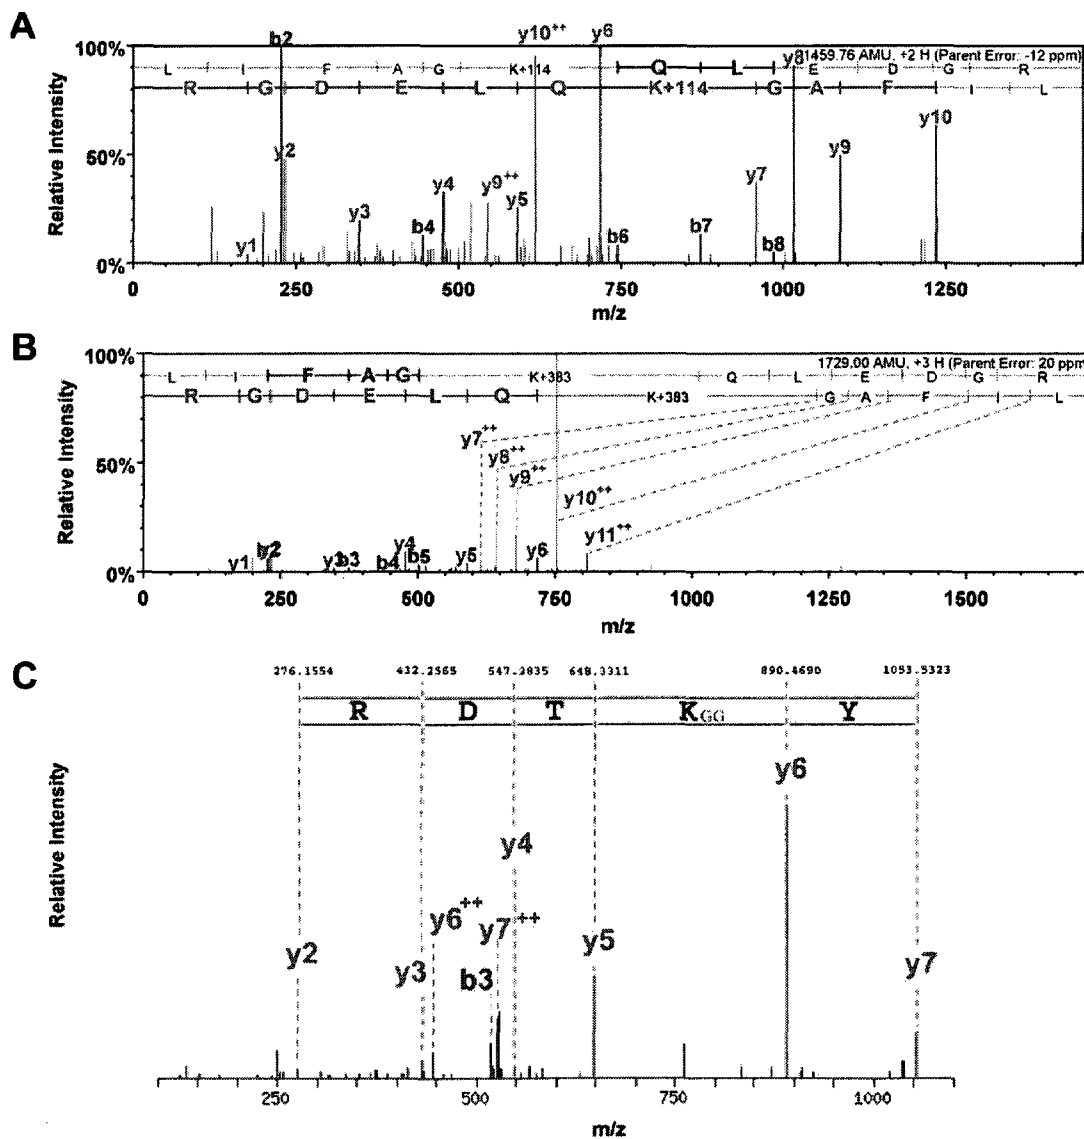 A
b2
y10++
y6
100%
1459.76 AMU, +2 H (Parent Error: -12 ppm)
L I F A G K+114 Q L E D G R
y8
R G D E L Q K+114 G A F I L
Relative Intensity
y2
50%
y3
y4
y9++
y5
y7
y9
y10
y1
b4
b6
b7
b8
0%
0 250 500 750 1000 1250
m/z
B
100%
1729.00 AMU, +3 H (Parent Error: 20 ppm)
L I F A G K+383 Q L E D G R
R G D E L Q K+383 G A F I L
Relative Intensity
y7++
50%
y8++
y9++
y10++
y11++
y1
y3
b3
b4
y4
b5
y5
y6
0%
0 250 500 750 1000 1250 1500
m/z
C
276.1554 432.2565 547.2835 648.3311 890.4690 1053.5323
R D T KGG Y
Relative Intensity
y6
y4
y6++
y7++
y2
y3
b3
y5
y7
250 500 750 1000
m/z